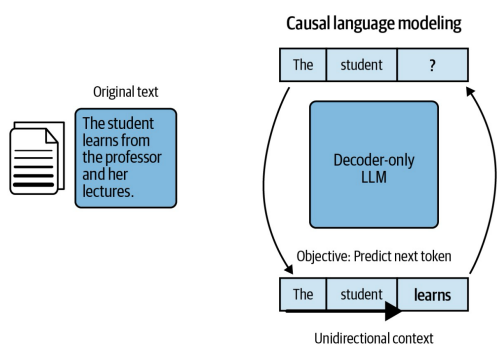 Causal language modeling
The student ?
Original text
The student
learns from
the professor
and her
lectures.
Decoder-only
LLM
Objective: Predict next token
The student learns
Unidirectional context